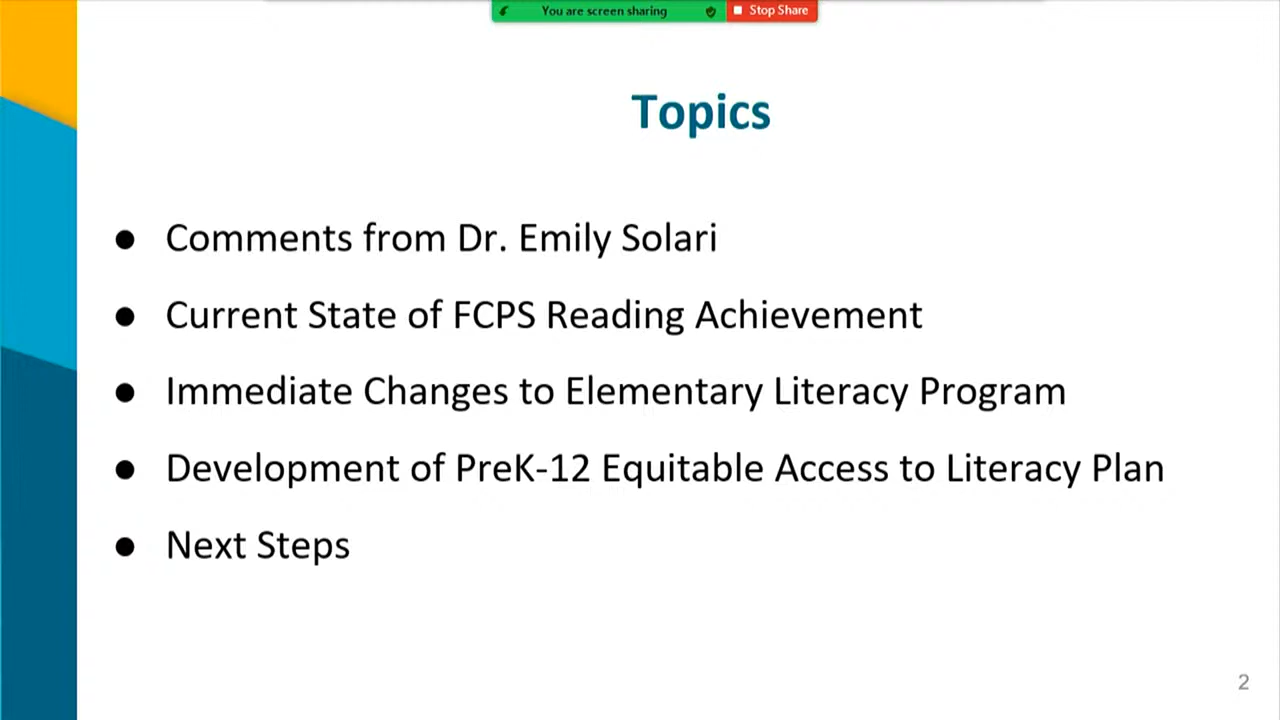 You are screen sharing
Stop Share
Topics
● Comments from Dr. Emily Solari
● Current State of FCPS Reading Achievement
● Immediate Changes to Elementary Literacy Program
● Development of PreK-12 Equitable Access to Literacy Plan
● Next Steps
2